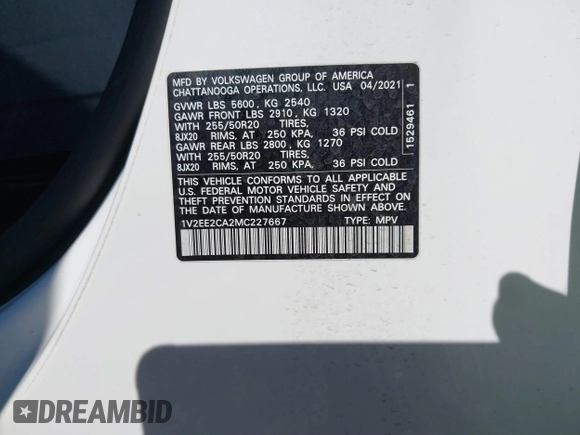 MFD BY VOLKSWAGEN GROUP OF AMERICA
CHATTANOOGA OPERATIONS, LLC. USA 04/2021
GVWR LBS 5600, KG 2540
GAWR FRONT LBS 2910, KG 1320
WITH 255/50R20 TIRES,
8JX20 RIMS, AT 250 KPA, 36 PSI COLD
GAWR REAR LBS 2800, KG 1270
WITH 255/50R20 TIRES,
8JX20 RIMS, AT 250 KPA, 36 PSI COLD
THIS VEHICLE CONFORMS TO ALL APPLICABLE
U.S. FEDERAL MOTOR VEHICLE SAFETY AND
THEFT PREVENTION STANDARDS IN EFFECT ON
THE DATE OF MANUFACTURE SHOWN ABOVE.
1V2EE2CA2MC227667 TYPE: MPV
1529461 1
DREAMBID